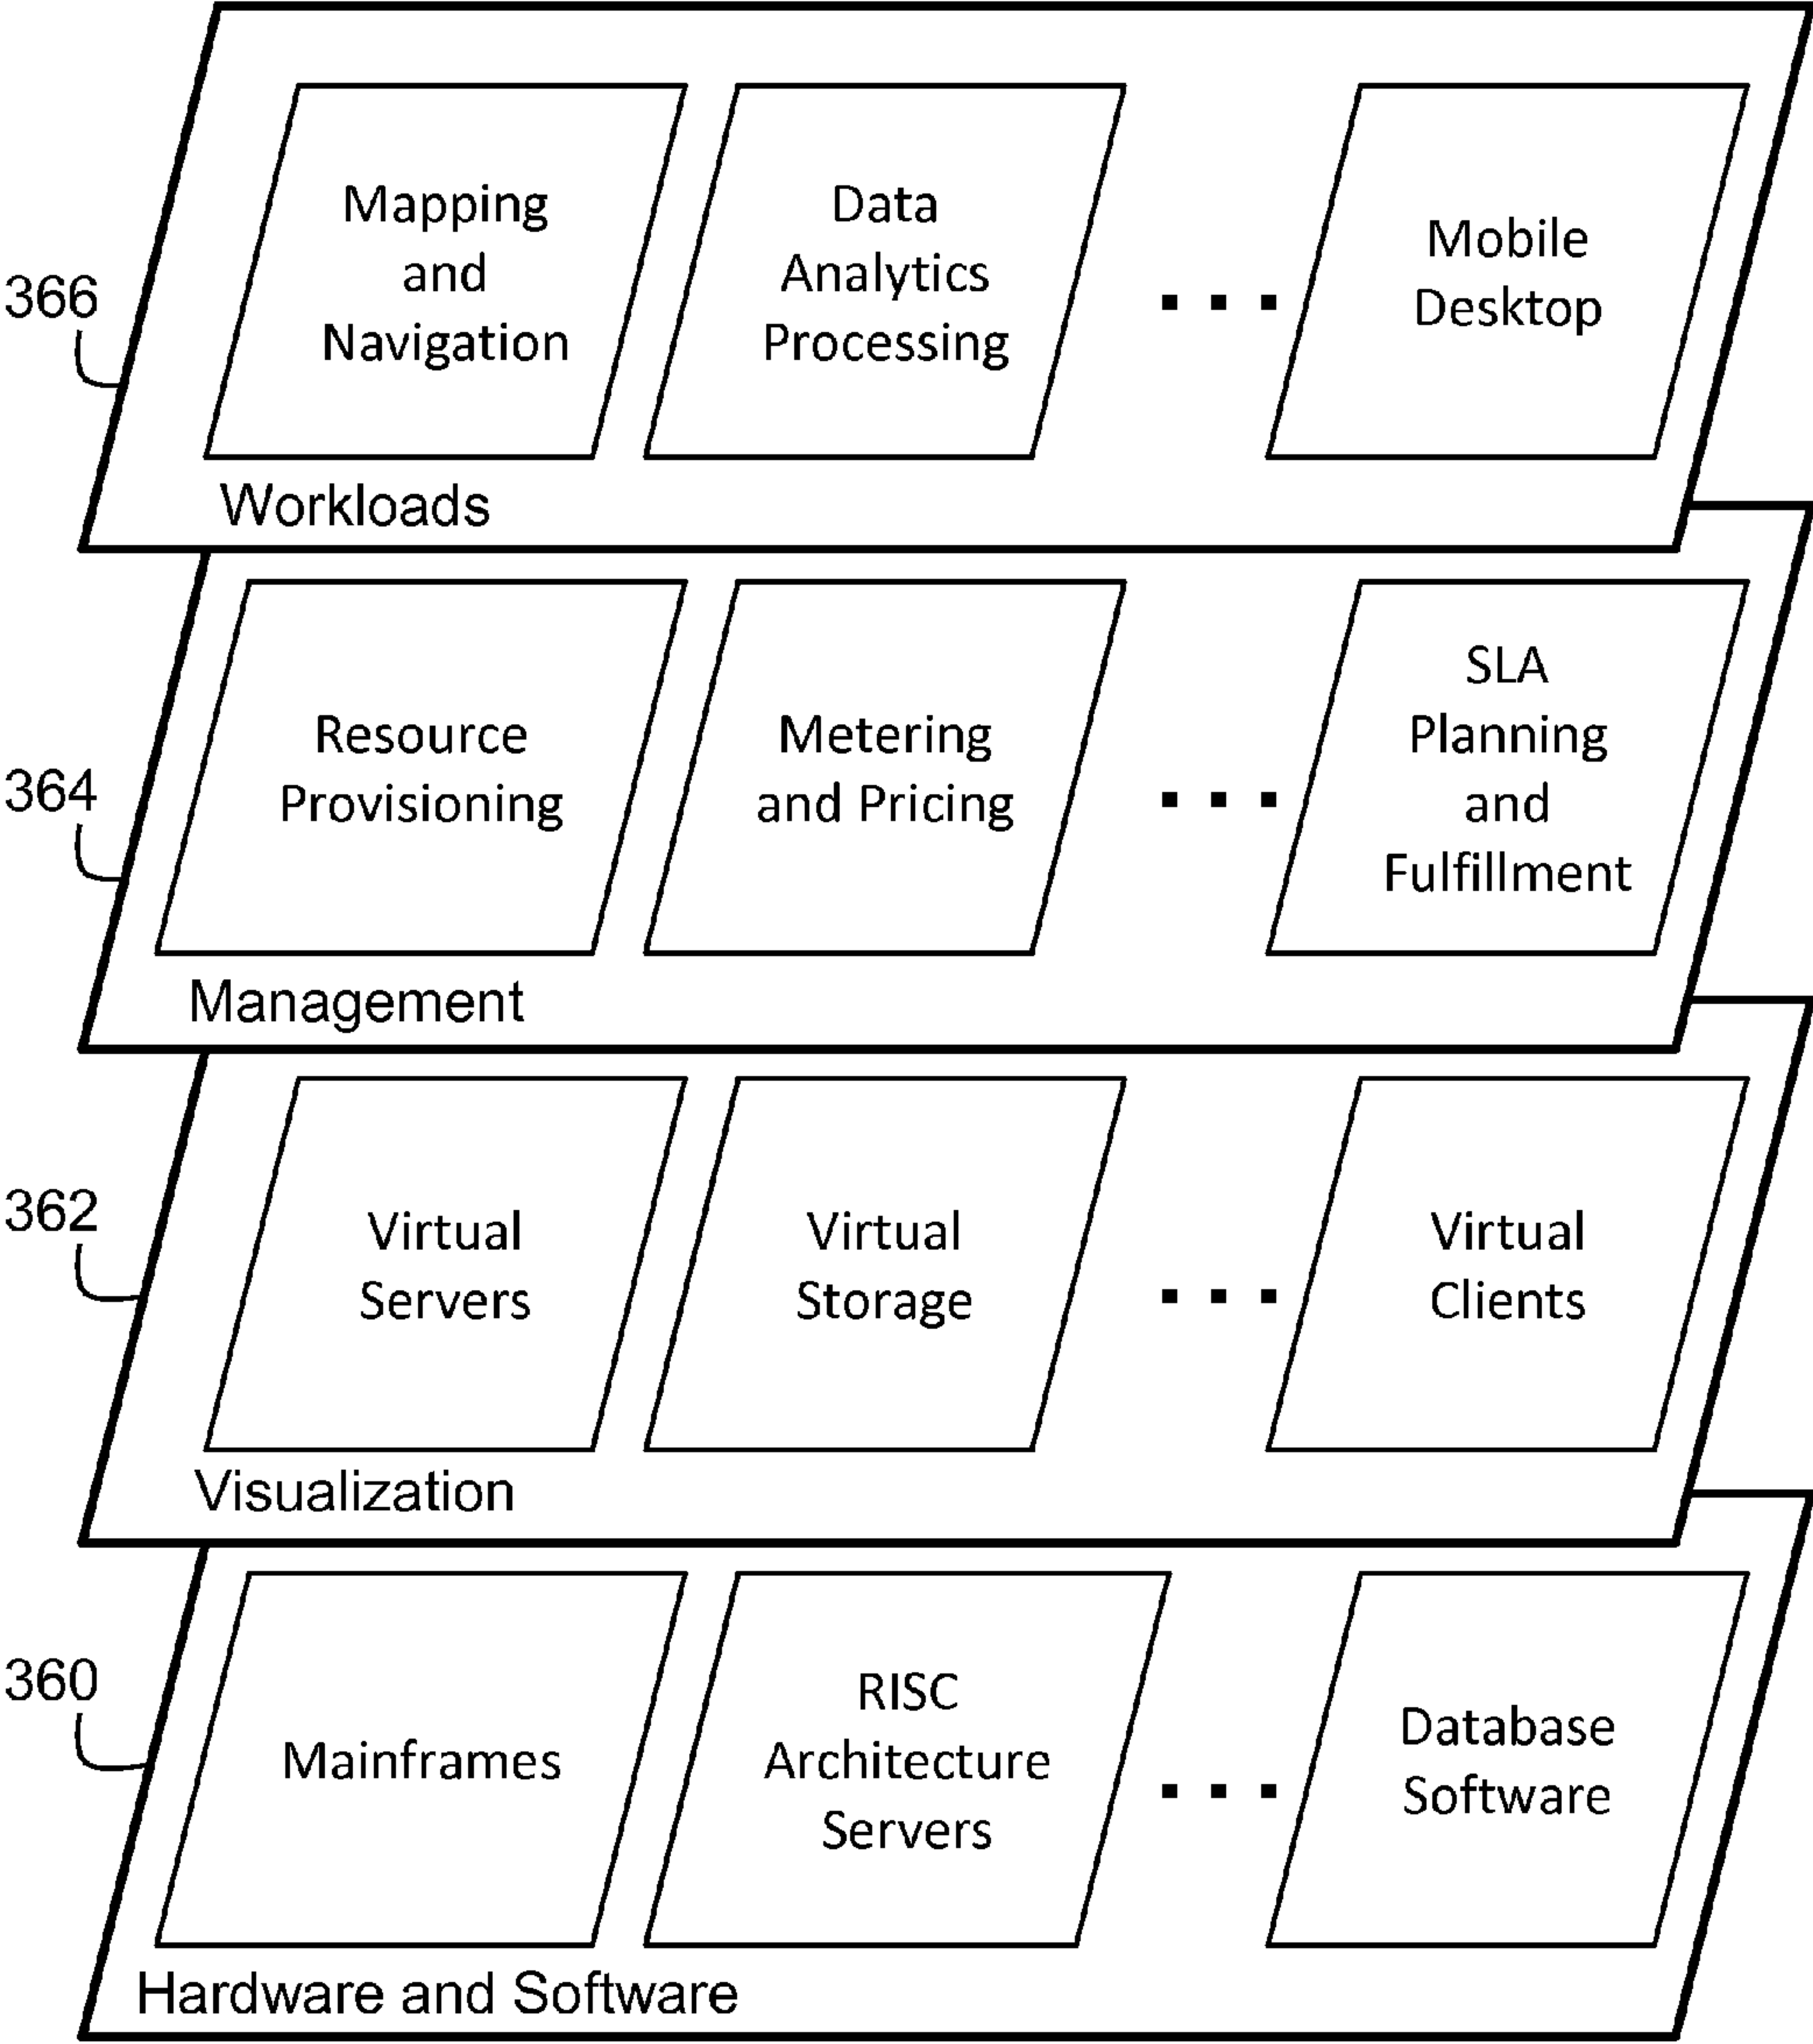 Mapping
and
Navigation
Data
Analytics
Processing
Mobile
Desktop
366
Workloads
Resource
Provisioning
Metering
and Pricing
SLA
Planning
and
Fulfillment
364
Management
Virtual
Servers
Virtual
Storage
Virtual
Clients
362
Visualization
Mainframes
RISC
Architecture
Servers
Database
Software
360
Hardware and Software